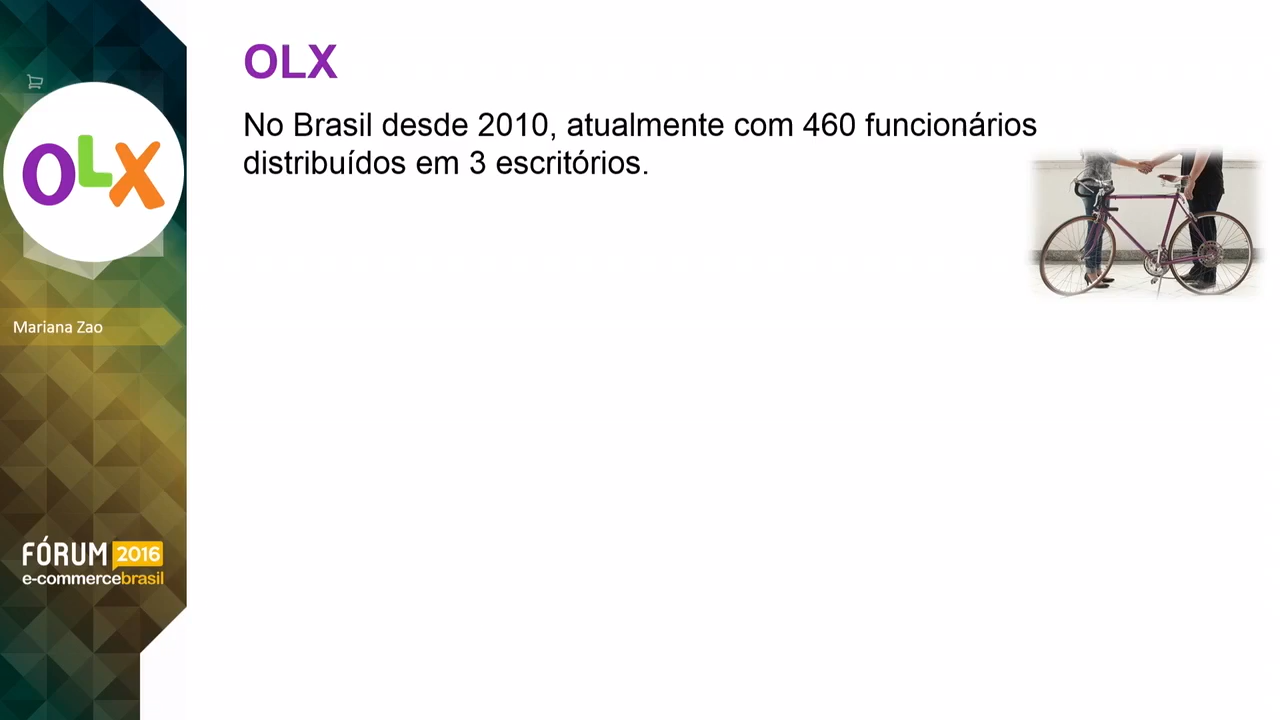 OLX
No Brasil desde 2010, atualmente com 460 funcionários
distribuídos em 3 escritórios.
OLX
Mariana Zao
FÓRUM 2016
e-commercebrasil